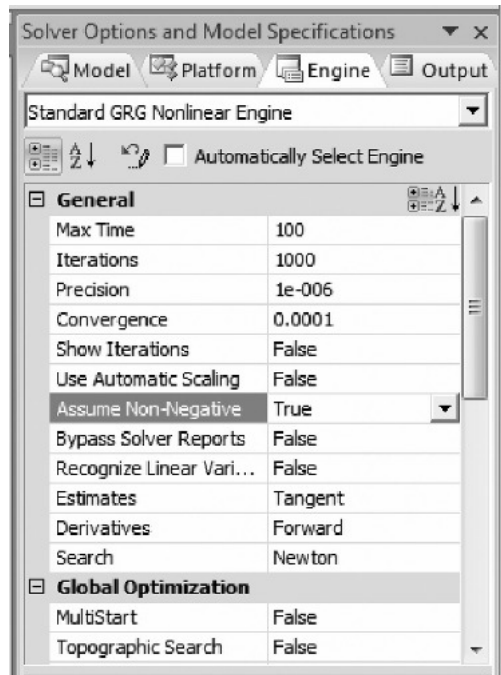 Solver Options and Model Specifications
Model Platform Engine Output
Standard GRG Nonlinear Engine
Automatically Select Engine
General
Max Time 100
Iterations 1000
Precision 1e-006
Convergence 0.0001
Show Iterations False
Use Automatic Scaling False
Assume Non-Negative True
Bypass Solver Reports False
Recognize Linear Vari... False
Estimates Tangent
Derivatives Forward
Search Newton
Global Optimization
MultiStart False
Topographic Search False